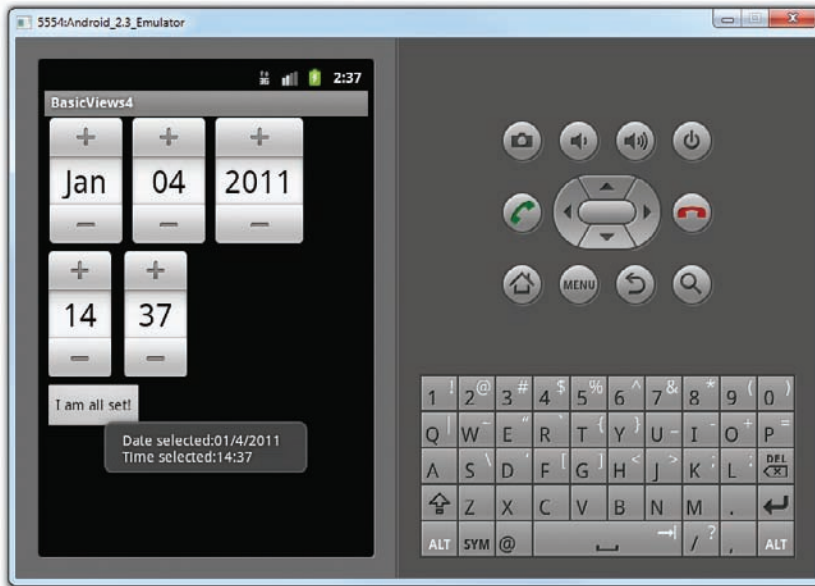 5554:Android_2.3_Emulator
3G 2:37
BasicViews4
+ + +
Jan 04 2011
− − −
+ +
14 37
− −
I am all set!
Date selected:01/4/2011
Time selected:14:37
MENU
1 ! 2 @ 3 # 4 $ 5 % 6 ^ 7 & 8 * 9 ( 0 )
Q | W ~ E " R ` T { Y } U _ I - O + P =
A S \ D ' F [ G ] H < J > K ; L : DEL
Z X C V B N M .
ALT SYM @ / ? , ALT